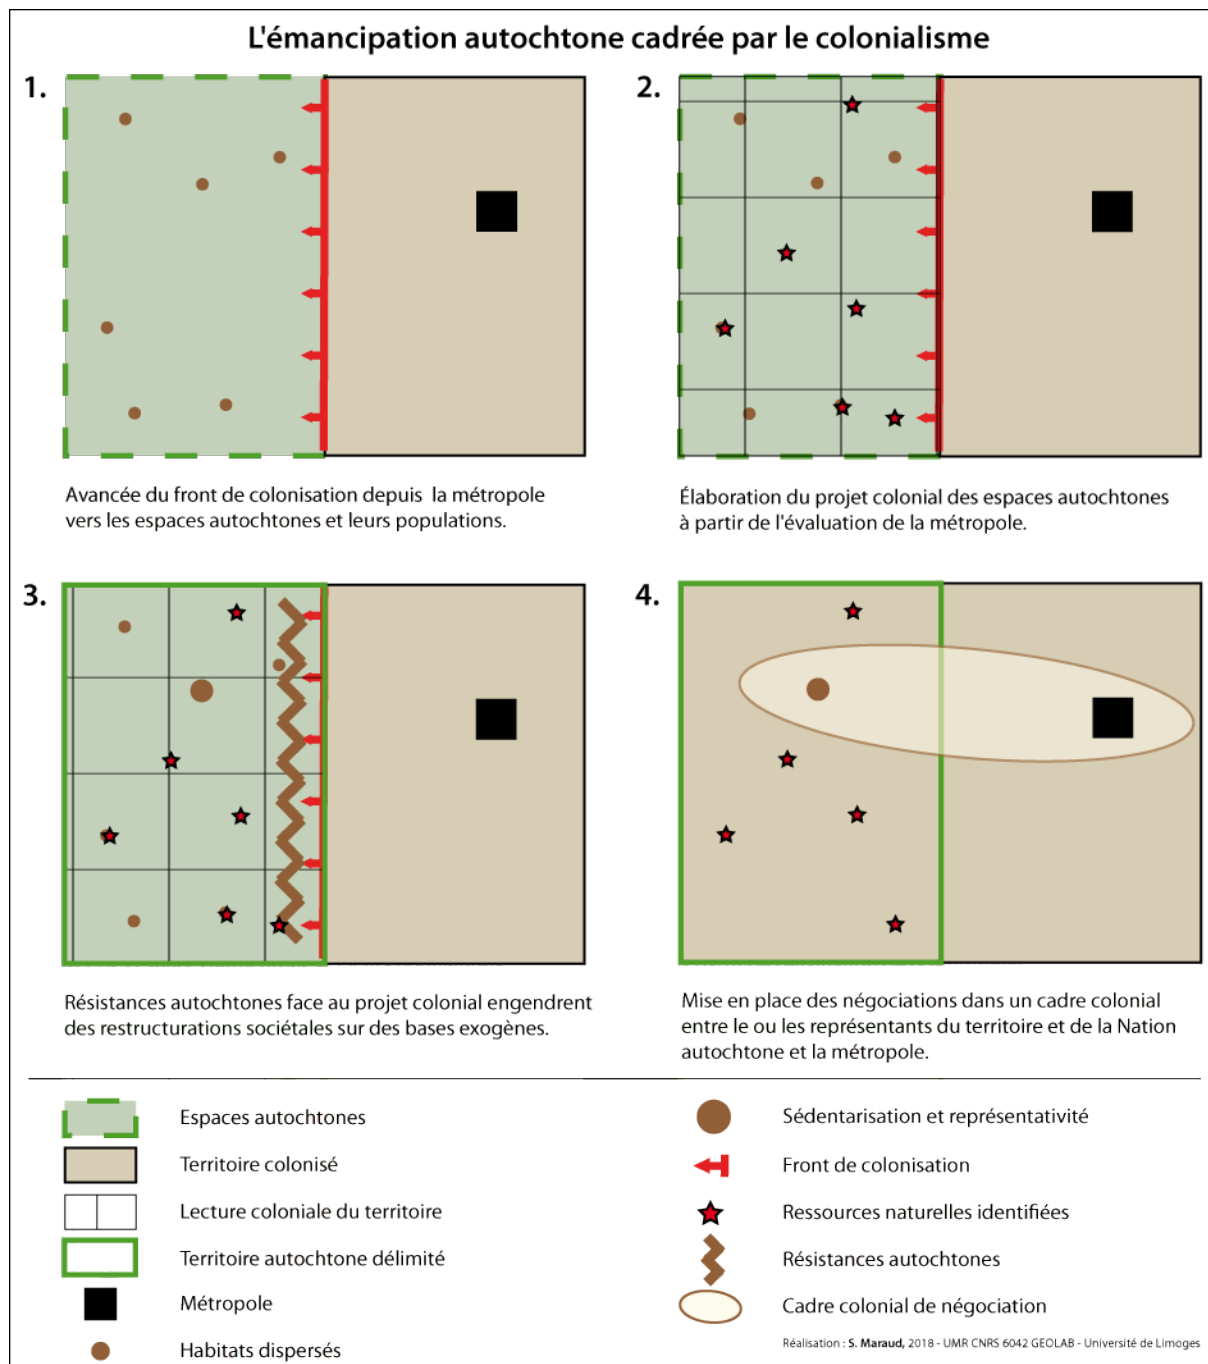 L'émancipation autochtone cadrée par le colonialisme
1.
2.
Avancée du front de colonisation depuis la métropole
vers les espaces autochtones et leurs populations.
Élaboration du projet colonial des espaces autochtones
à partir de l'évaluation de la métropole.
3.
4.
Résistances autochtones face au projet colonial engendrent
des restructurations sociétales sur des bases exogènes.
Mise en place des négociations dans un cadre colonial
entre le ou les représentants du territoire et de la Nation
autochtone et la métropole.
Espaces autochtones
Territoire colonisé
Lecture coloniale du territoire
Territoire autochtone délimité
Métropole
Habitats dispersés
Sédentarisation et représentativité
Front de colonisation
Ressources naturelles identifiées
Résistances autochtones
Cadre colonial de négociation
Réalisation : S. Maraud, 2018 - UMR CNRS 6042 GEOLAB - Université de Limoges